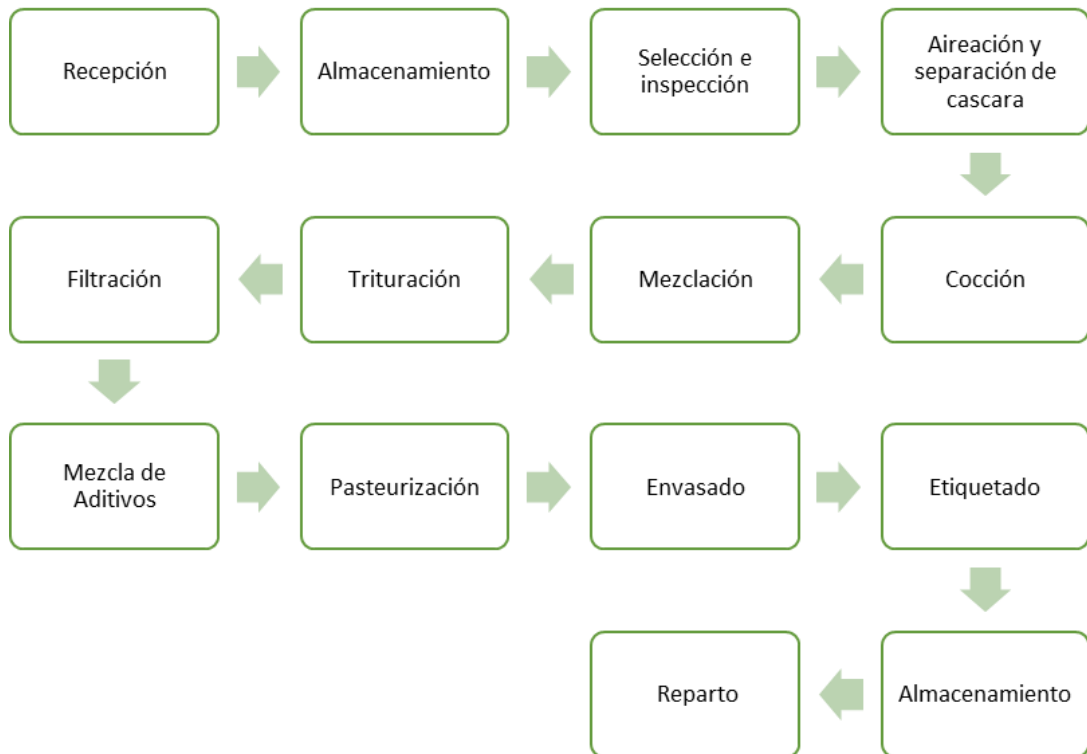 Recepción
Almacenamiento
Selección e
inspección
Aireación y
separación de
cascara
Cocción
Mezclación
Trituración
Filtración
Mezcla de
Aditivos
Pasteurización
Envasado
Etiquetado
Almacenamiento
Reparto